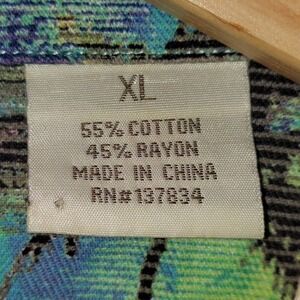 XL
55% COTTON
45% RAYON
MADE IN CHINA
RN#137834